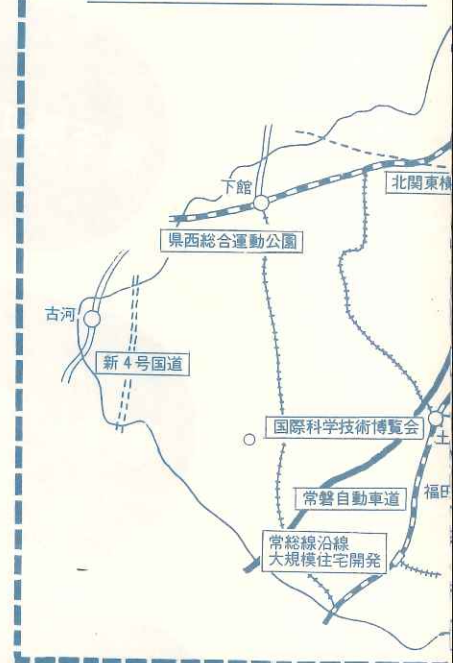 下館
北関東横
県西総合運動公園
古河
新4号国道
国際科学技術博覧会
土
常磐自動車道
福田
常総線沿線
大規模住宅開発